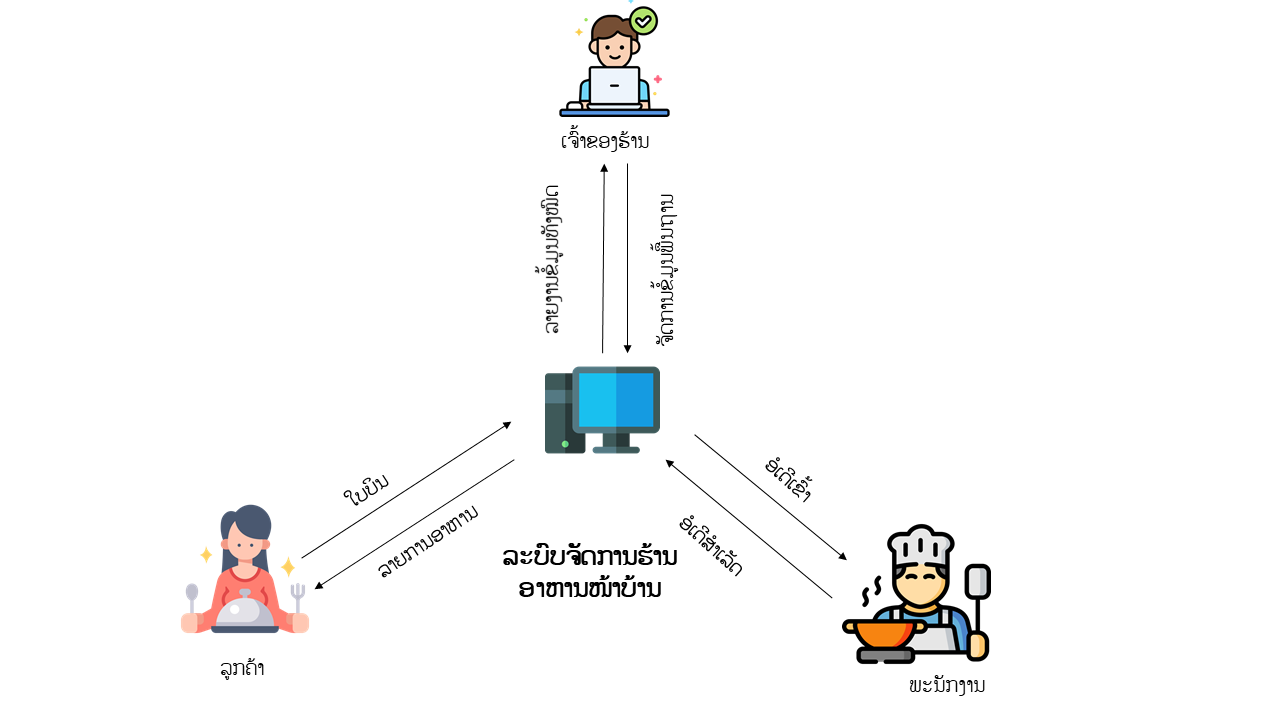 ເຈົ້າຂອງຮ້ານ
ລາຍງານຂໍ້ມູນທັງໝົດ
ຈັດການຂໍ້ມູນພື້ນຖານ
ໃບບິນ
ລາຍການອາຫານ
ອໍເດີເຂົ້າ
ອໍເດີສຳເລັດ
ລະບົບຈັດການຮ້ານ
ອາຫານໜ້າບ້ານ
ລູກຄ້າ
ພະນັກງານ